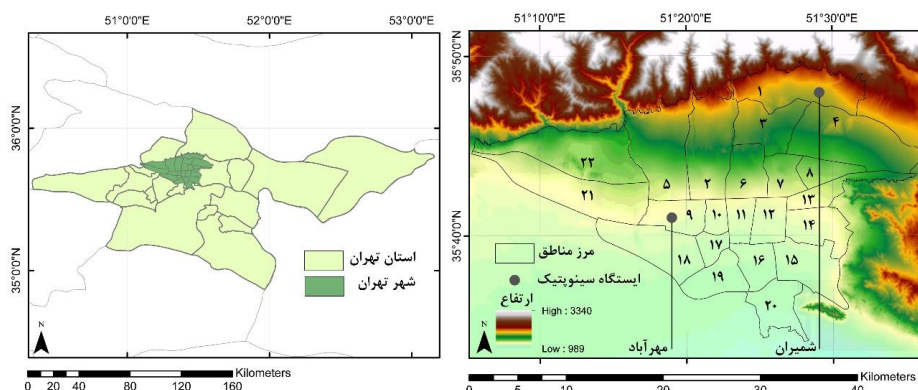 51°0'0"E 52°0'0"E 53°0'0"E
36°0'0"N
35°0'0"N
استان تهران
شهر تهران
N
0 20 40 80 120 160 Kilometers
51°10'0"E 51°20'0"E 51°30'0"E
35°50'0"N
35°40'0"N
۱
۳
۴
۲۲
۵
۲
۶
۷
۸
۲۱
۹
۱۰
۱۱
۱۲
۱۳
۱۴
۱۷
۱۸
۱۶
۱۵
۱۹
۲۰
مرز مناطق
ایستگاه سینوپتیک
ارتفاع
High : 3340
Low : 989
مهرآباد
شمیران
N
0 5 10 20 30 40 Kilometers